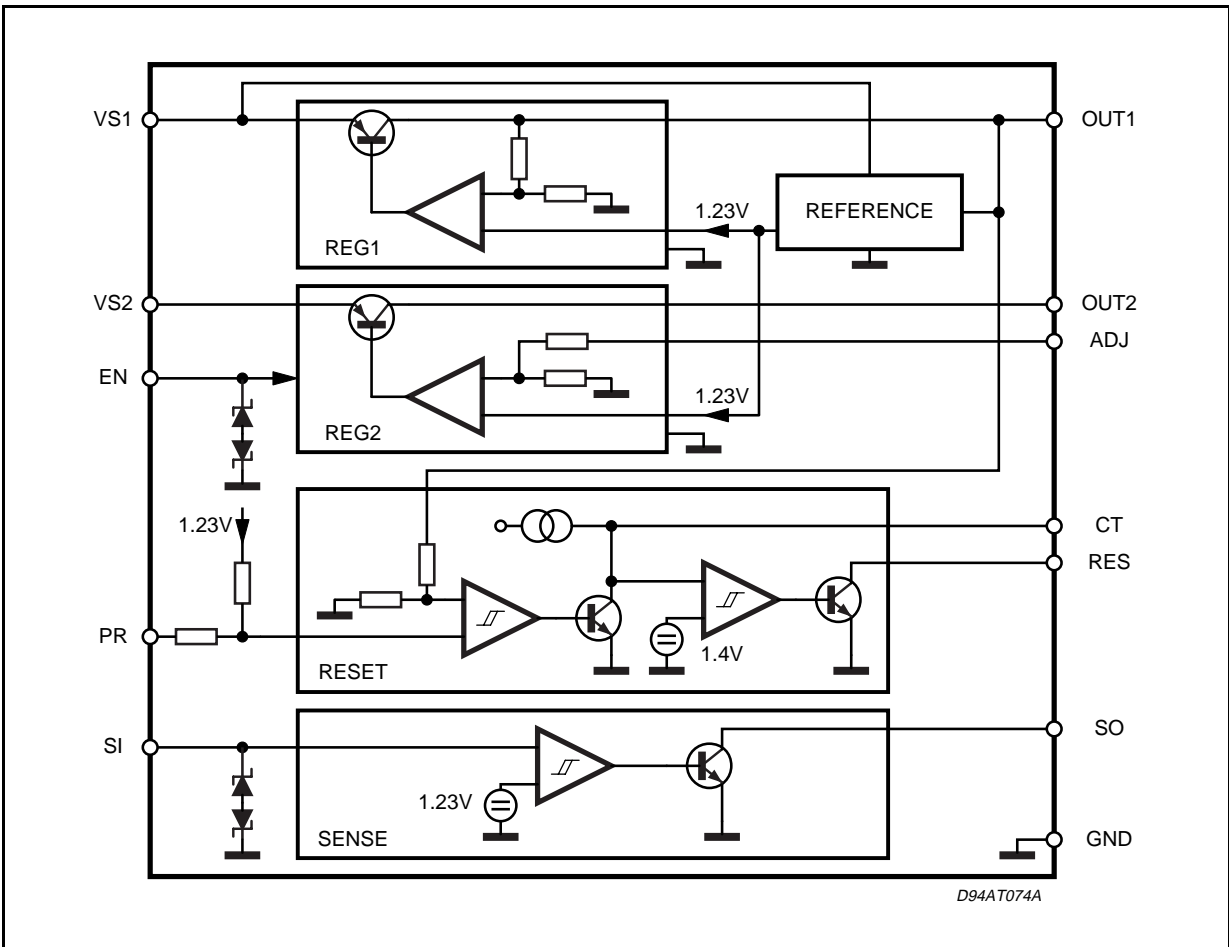 VS1
OUT1
REFERENCE
1.23V
REG1
VS2
OUT2
ADJ
EN
1.23V
REG2
1.23V
CT
RES
PR
1.4V
RESET
SI
SO
1.23V
SENSE
GND
D94AT074A